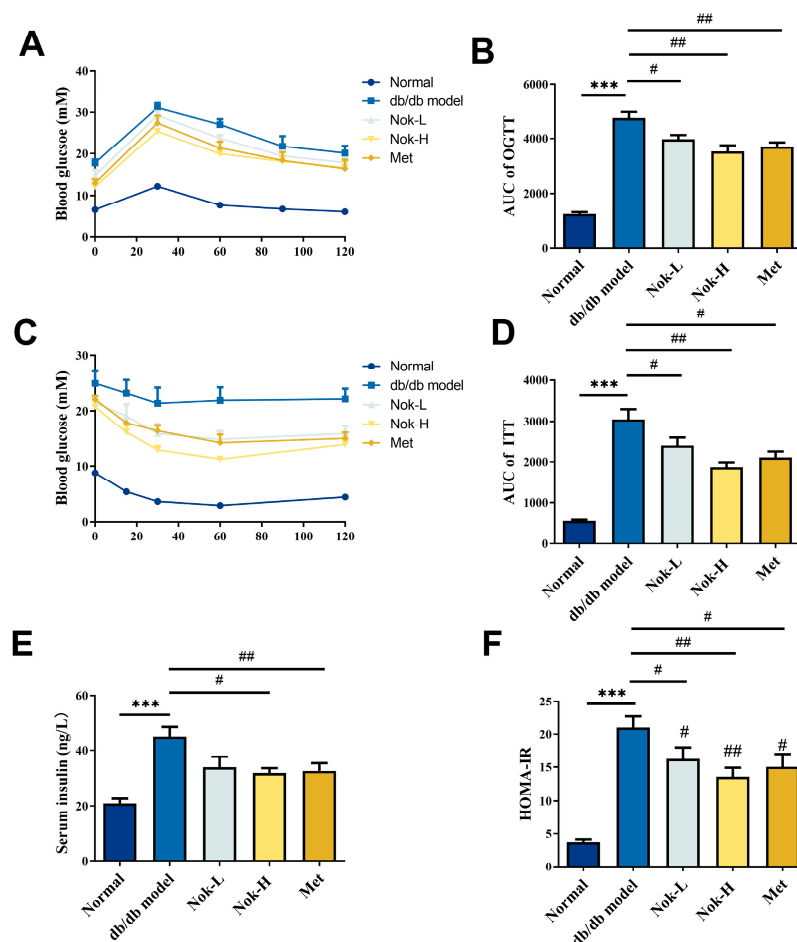 A
Blood glucsoe (mM)
40
30
20
10
0
0 20 40 60 80 100 120
Normal
db/db model
Nok-L
Nok-H
Met
B
##
##
#
***
AUC of OGTT
6000
4000
2000
0
Normal
db/db model
Nok-L
Nok-H
Met
C
Blood glucose (mM)
30
20
10
0
0 20 40 60 80 100 120
Normal
db/db model
Nok-L
Nok-H
Met
D
#
##
#
***
AUC of ITT
4000
3000
2000
1000
0
Normal
db/db model
Nok-L
Nok-H
Met
E
##
#
***
Serum insulin (ng/L)
60
40
20
0
Normal
db/db model
Nok-L
Nok-H
Met
F
#
##
#
***
# ## #
HOMA-IR
25
20
15
10
5
0
Normal
db/db model
Nok-L
Nok-H
Met